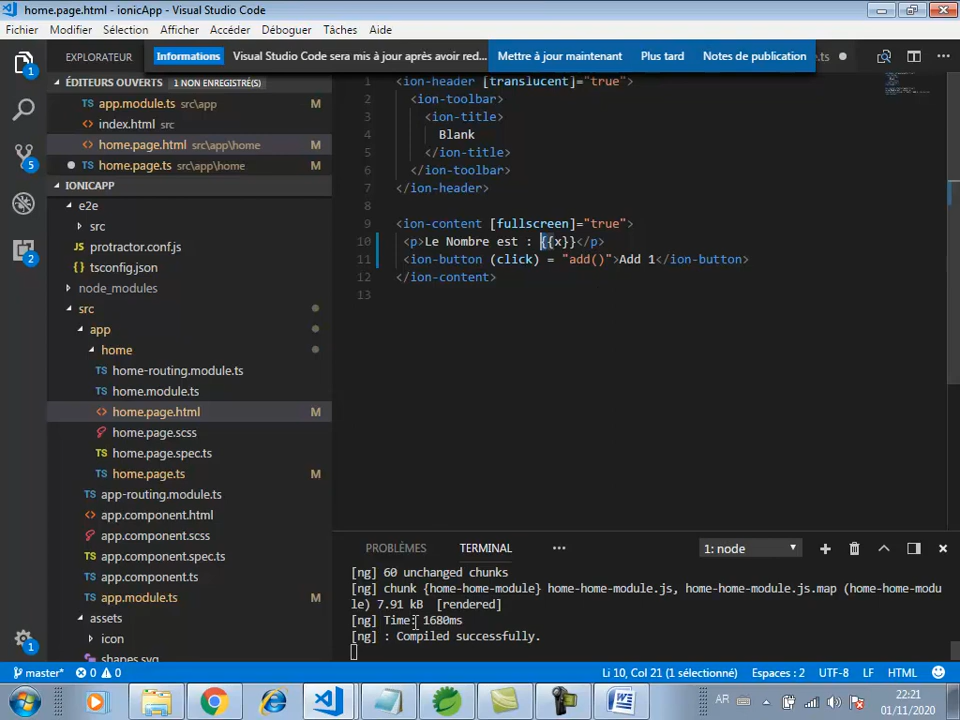 home.page.html - ionicApp - Visual Studio Code
Fichier Modifier Sélection Afficher Accéder Déboguer Tâches Aide
EXPLORATEUR
Informations Visual Studio Code sera mis à jour après avoir red... Mettre à jour maintenant Plus tard Notes de publication
ÉDITEURS OUVERTS 1 NON ENREGISTRÉ(S)
TS app.module.ts src\app M
<> index.html src
<> home.page.html src\app\home M
TS home.page.ts src\app\home M
IONICAPP
e2e
src
protractor.conf.js
tsconfig.json
node_modules
src
app
home
TS home-routing.module.ts
TS home.module.ts
<> home.page.html M
home.page.scss
TS home.page.spec.ts
TS home.page.ts M
TS app-routing.module.ts
<> app.component.html
app.component.scss
TS app.component.spec.ts
TS app.component.ts
TS app.module.ts M
assets
icon
shapes.svg
1 <ion-header [translucent]="true">
2 <ion-toolbar>
3 <ion-title>
4 Blank
5 </ion-title>
6 </ion-toolbar>
7 </ion-header>
8
9 <ion-content [fullscreen]="true">
10 <p>Le Nombre est : {{x}}</p>
11 <ion-button (click) = "add()">Add 1</ion-button>
12 </ion-content>
13
PROBLÈMES TERMINAL ••• 1: node
[ng] 60 unchanged chunks
[ng] chunk {home-home-module} home-home-module.js, home-home-module.js.map (home-home-modu
le) 7.91 kB [rendered]
[ng] Time: 1680ms
[ng] : Compiled successfully.
master* 0 0 Li 10, Col 21 (1 sélectionné) Espaces : 2 UTF-8 LF HTML
AR 22:21
01/11/2020